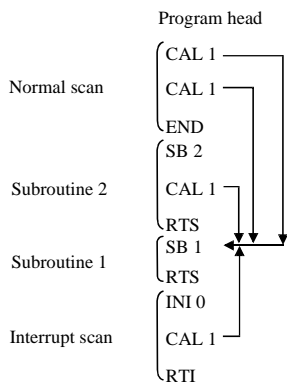 Program head
CAL 1
Normal scan
CAL 1
END
SB 2
Subroutine 2
CAL 1
RTS
SB 1
Subroutine 1
RTS
INI 0
Interrupt scan
CAL 1
RTI